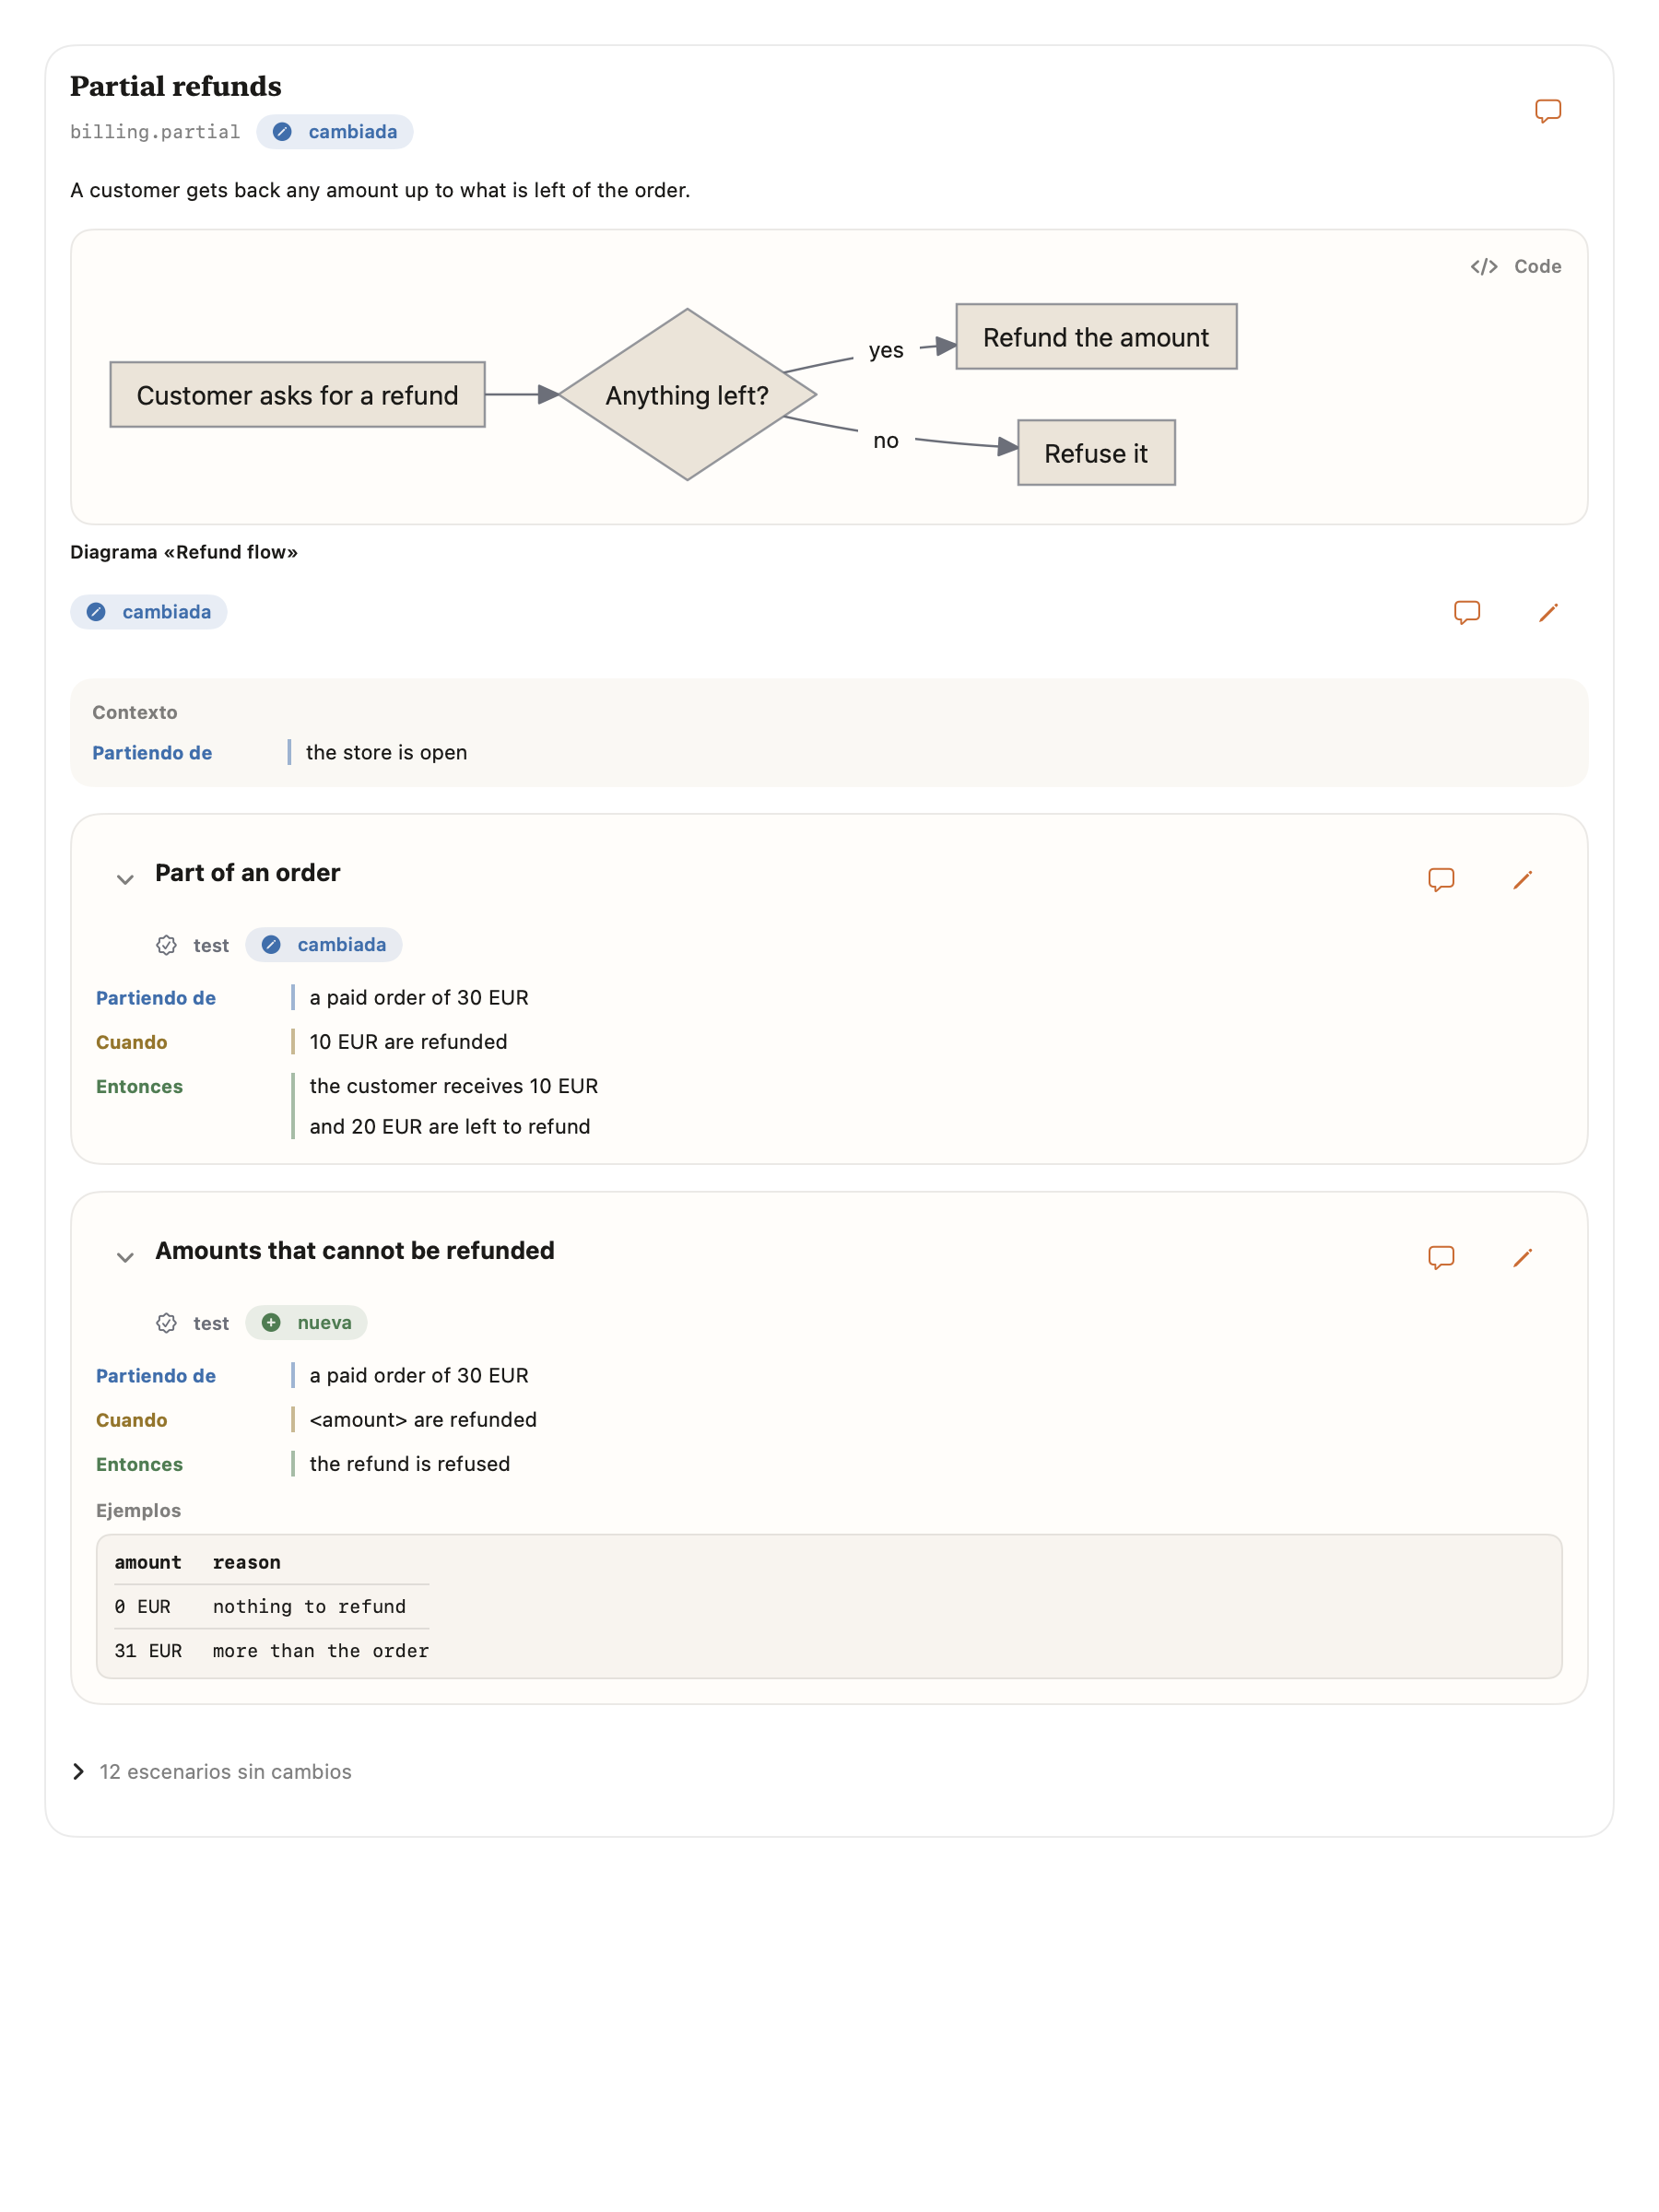 Partial refunds
billing.partial cambiada
A customer gets back any amount up to what is left of the order.
</> Code
Customer asks for a refund
Anything left?
yes
Refund the amount
no
Refuse it
Diagrama «Refund flow»
cambiada
Contexto
Partiendo de the store is open
Part of an order
test cambiada
Partiendo de a paid order of 30 EUR
Cuando 10 EUR are refunded
Entonces the customer receives 10 EUR
and 20 EUR are left to refund
Amounts that cannot be refunded
test nueva
Partiendo de a paid order of 30 EUR
Cuando <amount> are refunded
Entonces the refund is refused
Ejemplos
amount reason
0 EUR nothing to refund
31 EUR more than the order
12 escenarios sin cambios